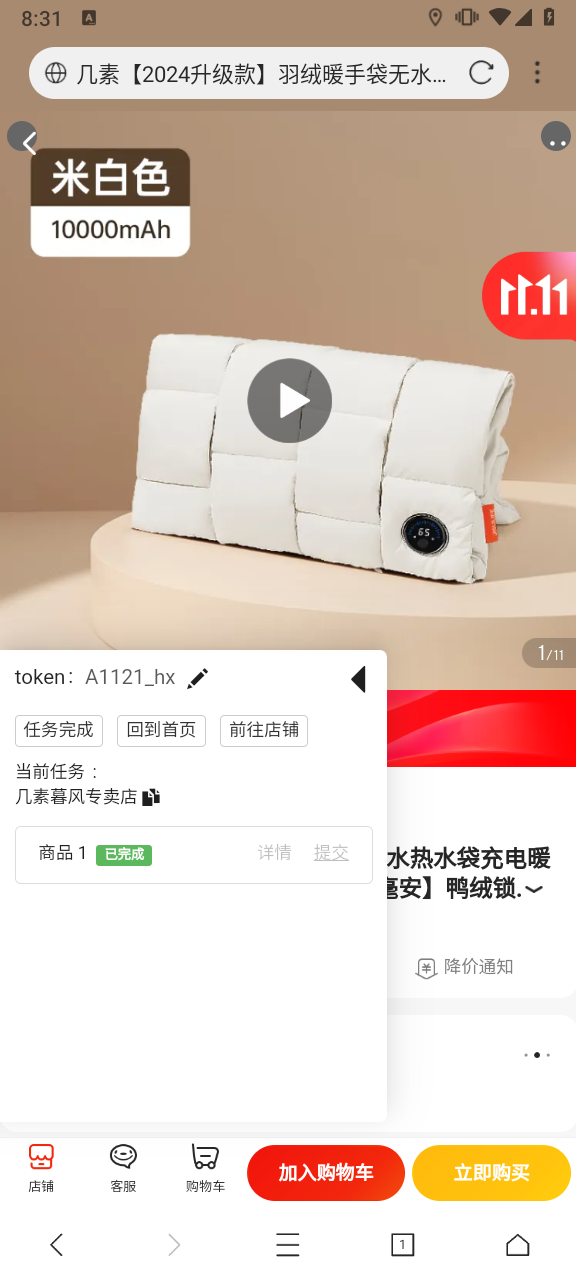 8:31
A
几素【2024升级款】羽绒暖手袋无水...
米白色
10000mAh
11.11
65
1/11
token： A1121_hx
任务完成 回到首页 前往店铺
当前任务 ：
几素暮风专卖店
商品 1 已完成 详情 提交
水热水袋充电暖
毫安】鸭绒锁.
降价通知
店铺 客服 购物车 加入购物车 立即购买
1